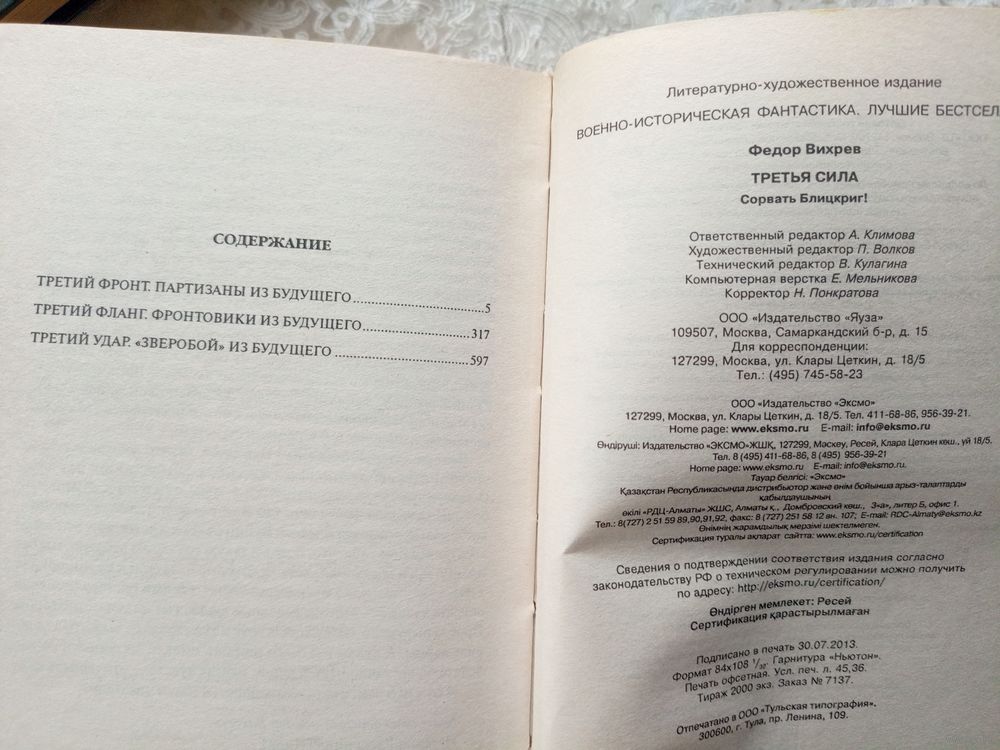 СОДЕРЖАНИЕ
ТРЕТИЙ ФРОНТ. ПАРТИЗАНЫ ИЗ БУДУЩЕГО....................5
ТРЕТИЙ ФЛАНГ. ФРОНТОВИКИ ИЗ БУДУЩЕГО....................317
ТРЕТИЙ УДАР. «ЗВЕРОБОЙ» ИЗ БУДУЩЕГО....................597
Литературно-художественное издание
ВОЕННО-ИСТОРИЧЕСКАЯ ФАНТАСТИКА. ЛУЧШИЕ БЕСТСЕЛ
Федор Вихрев
ТРЕТЬЯ СИЛА
Сорвать Блицкриг!
Ответственный редактор А. Климова
Художественный редактор П. Волков
Технический редактор В. Кулагина
Компьютерная верстка Е. Мельникова
Корректор Н. Понкратова
ООО «Издательство «Яуза»
109507, Москва, Самаркандский б-р, д. 15
Для корреспонденции:
127299, Москва, ул. Клары Цеткин, д. 18/5
Тел.: (495) 745-58-23
ООО «Издательство «Эксмо»
127299, Москва, ул. Клары Цеткин, д. 18/5. Тел. 411-68-86, 956-39-21.
Home page: www.eksmo.ru E-mail: info@eksmo.ru
Өндіруші: Издательство «ЭКСМО»ЖШҚ, 127299, Мәскеу, Ресей, Клара Цеткин көш., үй 18/5.
Тел. 8 (495) 411-68-86, 8 (495) 956-39-21
Home page: www.eksmo.ru E-mail: info@eksmo.ru.
Тауар белгісі: «Эксмо»
Қазақстан Республикасында дистрибьютор және өнім бойынша арыз-талаптарды
қабылдаушының
өкілі «РДЦ-Алматы» ЖШС, Алматы қ., Домбровский көш., 3«а», литер Б, офис 1.
Тел.: 8(727) 2 51 59 89,90,91,92, факс: 8 (727) 251 58 12 вн. 107; E-mail: RDC-Almaty@eksmo.kz
Өнімнің жарамдылық мерзімі шектелмеген.
Сертификация туралы ақпарат сайтта: www.eksmo.ru/certification
Сведения о подтверждении соответствия издания согласно
законодательству РФ о техническом регулировании можно получить
по адресу: http://eksmo.ru/certification/
Өндірген мемлекет: Ресей
Сертификация қарастырылмаған
Подписано в печать 30.07.2013.
Формат 84x108 1/32. Гарнитура «Ньютон».
Печать офсетная. Усл. печ. л. 45,36.
Тираж 2000 экз. Заказ № 7137.
Отпечатано в ООО «Тульская типография».
300600, г. Тула, пр. Ленина, 109.